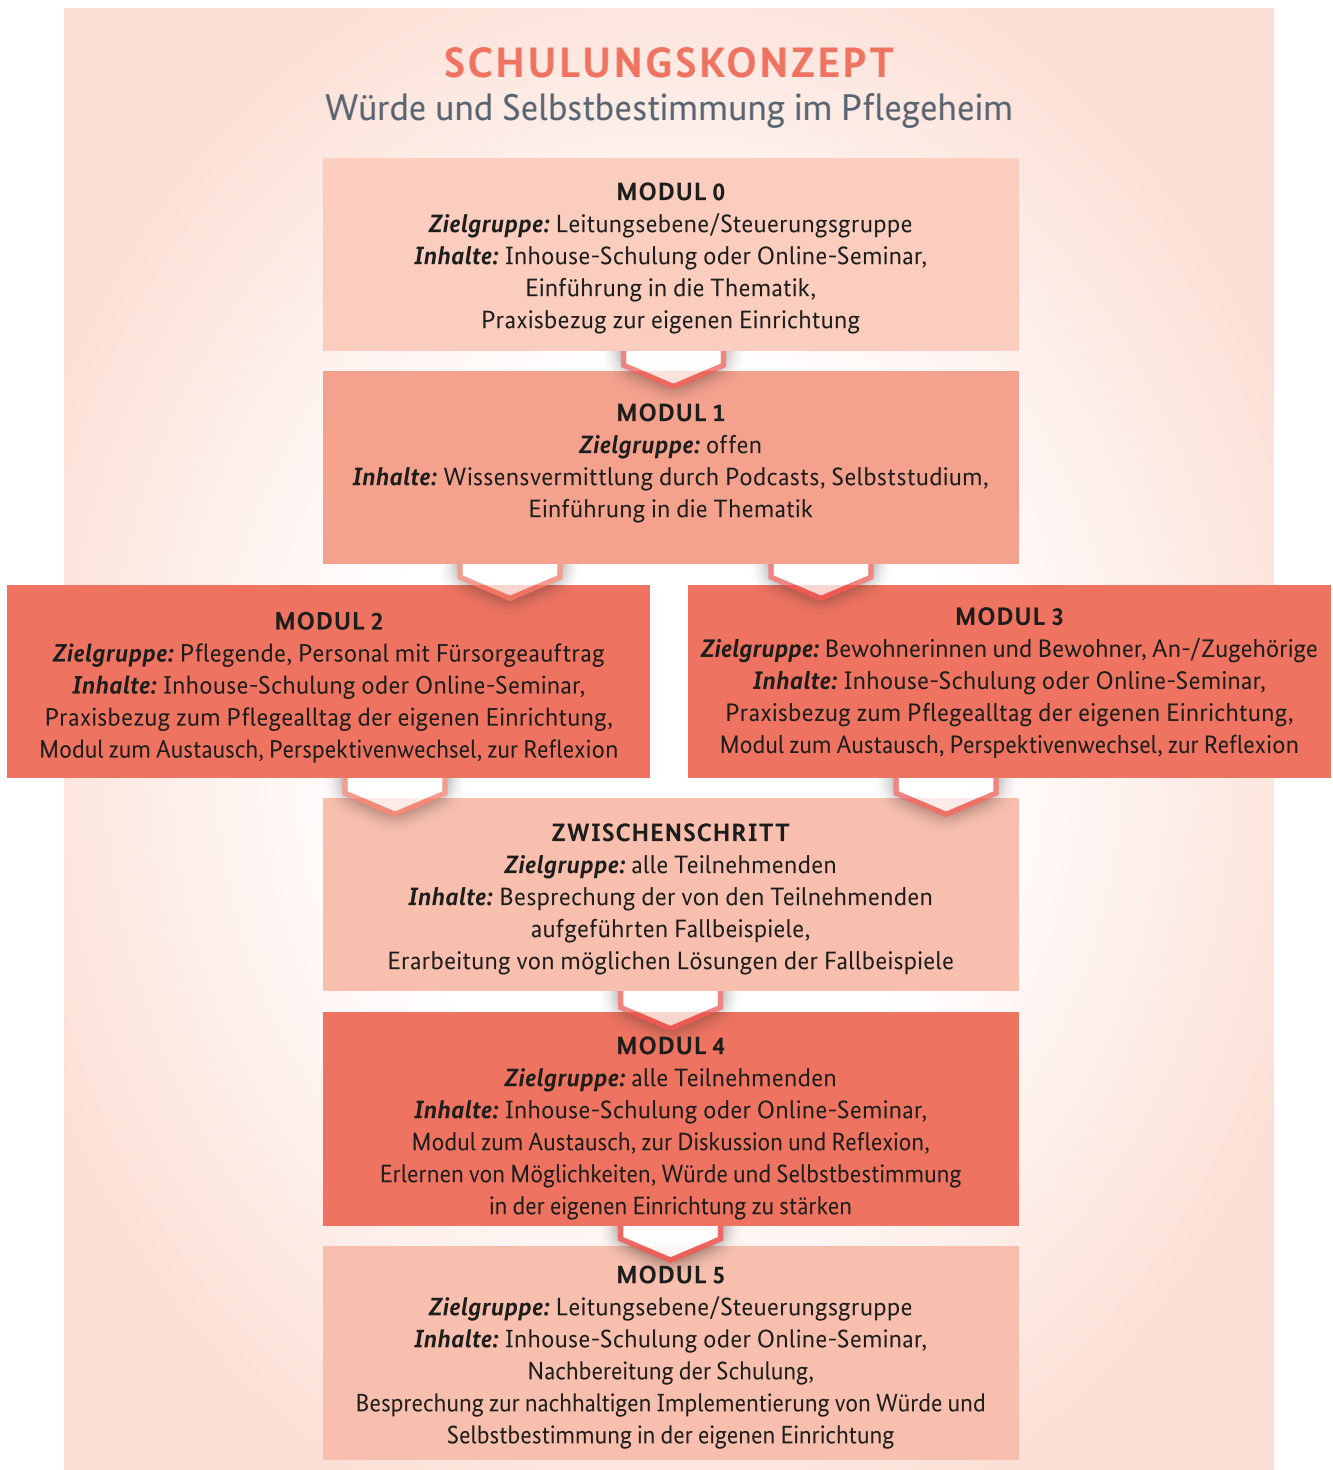 SCHULUNGSKONZEPT
Würde und Selbstbestimmung im Pflegeheim
MODUL 0
Zielgruppe: Leitungsebene/Steuerungsgruppe
Inhalte: Inhouse-Schulung oder Online-Seminar,
Einführung in die Thematik,
Praxisbezug zur eigenen Einrichtung
MODUL 1
Zielgruppe: offen
Inhalte: Wissensvermittlung durch Podcasts, Selbststudium,
Einführung in die Thematik
MODUL 2
Zielgruppe: Pflegende, Personal mit Fürsorgeauftrag
Inhalte: Inhouse-Schulung oder Online-Seminar,
Praxisbezug zum Pflegealltag der eigenen Einrichtung,
Modul zum Austausch, Perspektivenwechsel, zur Reflexion
MODUL 3
Zielgruppe: Bewohnerinnen und Bewohner, An-/Zugehörige
Inhalte: Inhouse-Schulung oder Online-Seminar,
Praxisbezug zum Pflegealltag der eigenen Einrichtung,
Modul zum Austausch, Perspektivenwechsel, zur Reflexion
ZWISCHENSCHRITT
Zielgruppe: alle Teilnehmenden
Inhalte: Besprechung der von den Teilnehmenden
aufgeführten Fallbeispiele,
Erarbeitung von möglichen Lösungen der Fallbeispiele
MODUL 4
Zielgruppe: alle Teilnehmenden
Inhalte: Inhouse-Schulung oder Online-Seminar,
Modul zum Austausch, zur Diskussion und Reflexion,
Erlernen von Möglichkeiten, Würde und Selbstbestimmung
in der eigenen Einrichtung zu stärken
MODUL 5
Zielgruppe: Leitungsebene/Steuerungsgruppe
Inhalte: Inhouse-Schulung oder Online-Seminar,
Nachbereitung der Schulung,
Besprechung zur nachhaltigen Implementierung von Würde und
Selbstbestimmung in der eigenen Einrichtung